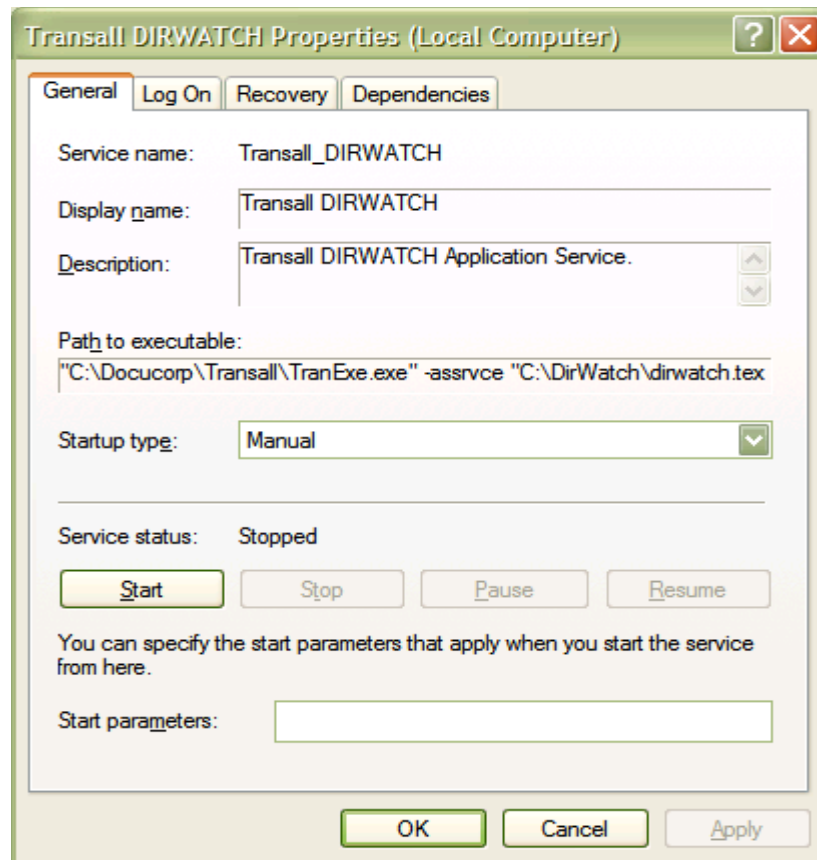 Transall DIRWATCH Properties (Local Computer)
General Log On Recovery Dependencies
Service name: Transall_DIRWATCH
Display name: Transall DIRWATCH
Description: Transall DIRWATCH Application Service.
Path to executable:
"C:\Docucorp\Transall\TranExe.exe" -assrvce "C:\DirWatch\dirwatch.tex
Startup type: Manual
Service status: Stopped
Start Stop Pause Resume
You can specify the start parameters that apply when you start the service
from here.
Start parameters:
OK Cancel Apply